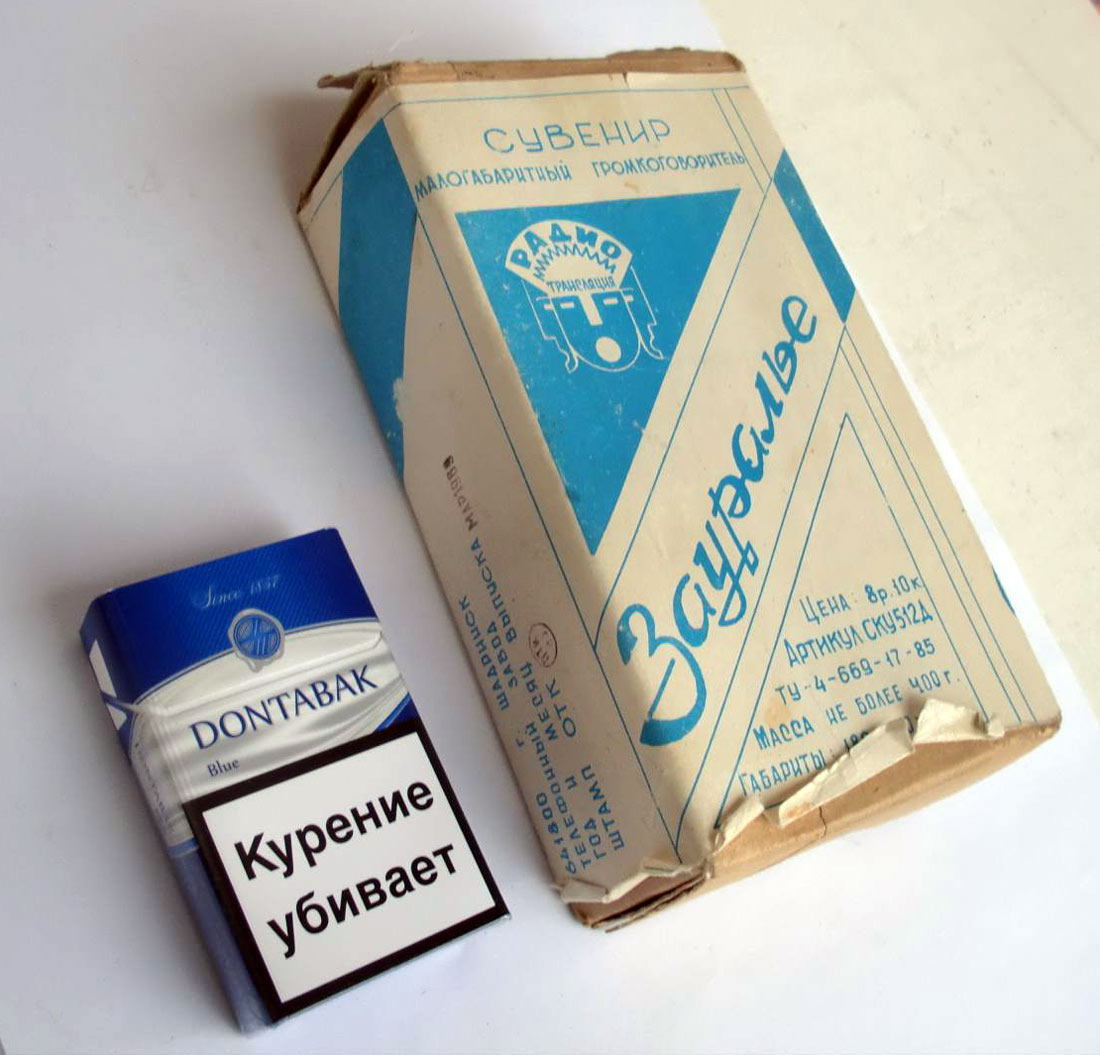 СУВЕНИР
МАЛОГАБАРИТНЫЙ ГРОМКОГОВОРИТЕЛЬ
РАДИО
ТРАНСЛЯЦИЯ
Зауралье
ЦЕНА: 8р.10к
АРТИКУЛ СКУ512Д
ТУ-4-669-17-85
МАССА НЕ БОЛЕЕ 400 г.
ГАБАРИТЫ:
641800 г. ШАДРИНСК
ТЕЛЕФОННЫЙ ЗАВОД
ГОД И МЕСЯЦ ВЫПУСКА
ШТАМП ОТК
Since 1857
DONTABAK
Blue
Курение
убивает